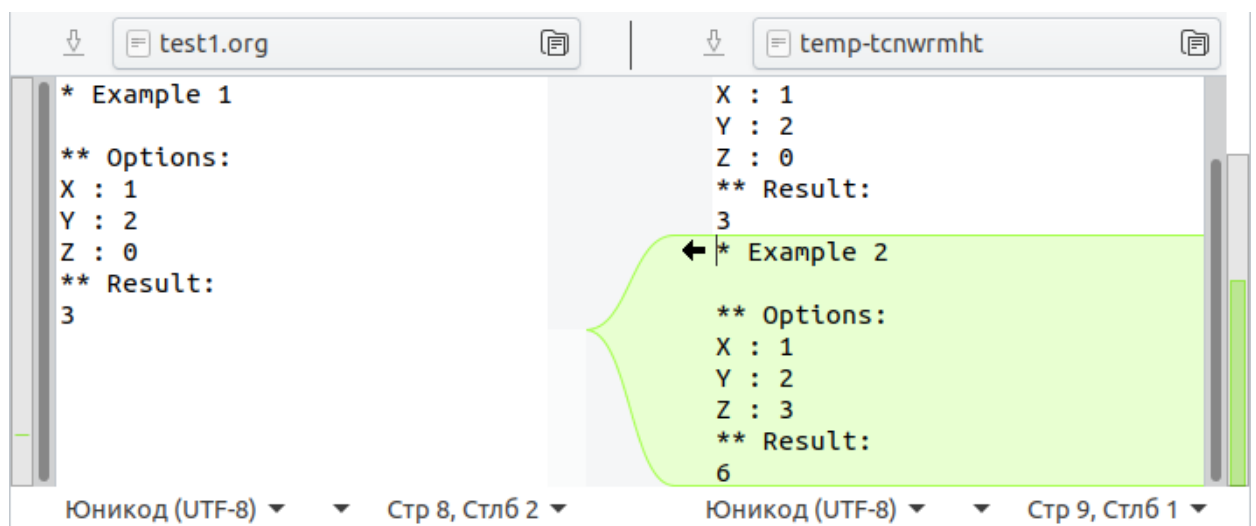 test1.org
* Example 1
** Options:
X : 1
Y : 2
Z : 0
** Result:
3
Юникод (UTF-8)
Стр 8, Стлб 2
temp-tcnwrmht
X : 1
Y : 2
Z : 0
** Result:
3
* Example 2
** Options:
X : 1
Y : 2
Z : 3
** Result:
6
Юникод (UTF-8)
Стр 9, Стлб 1